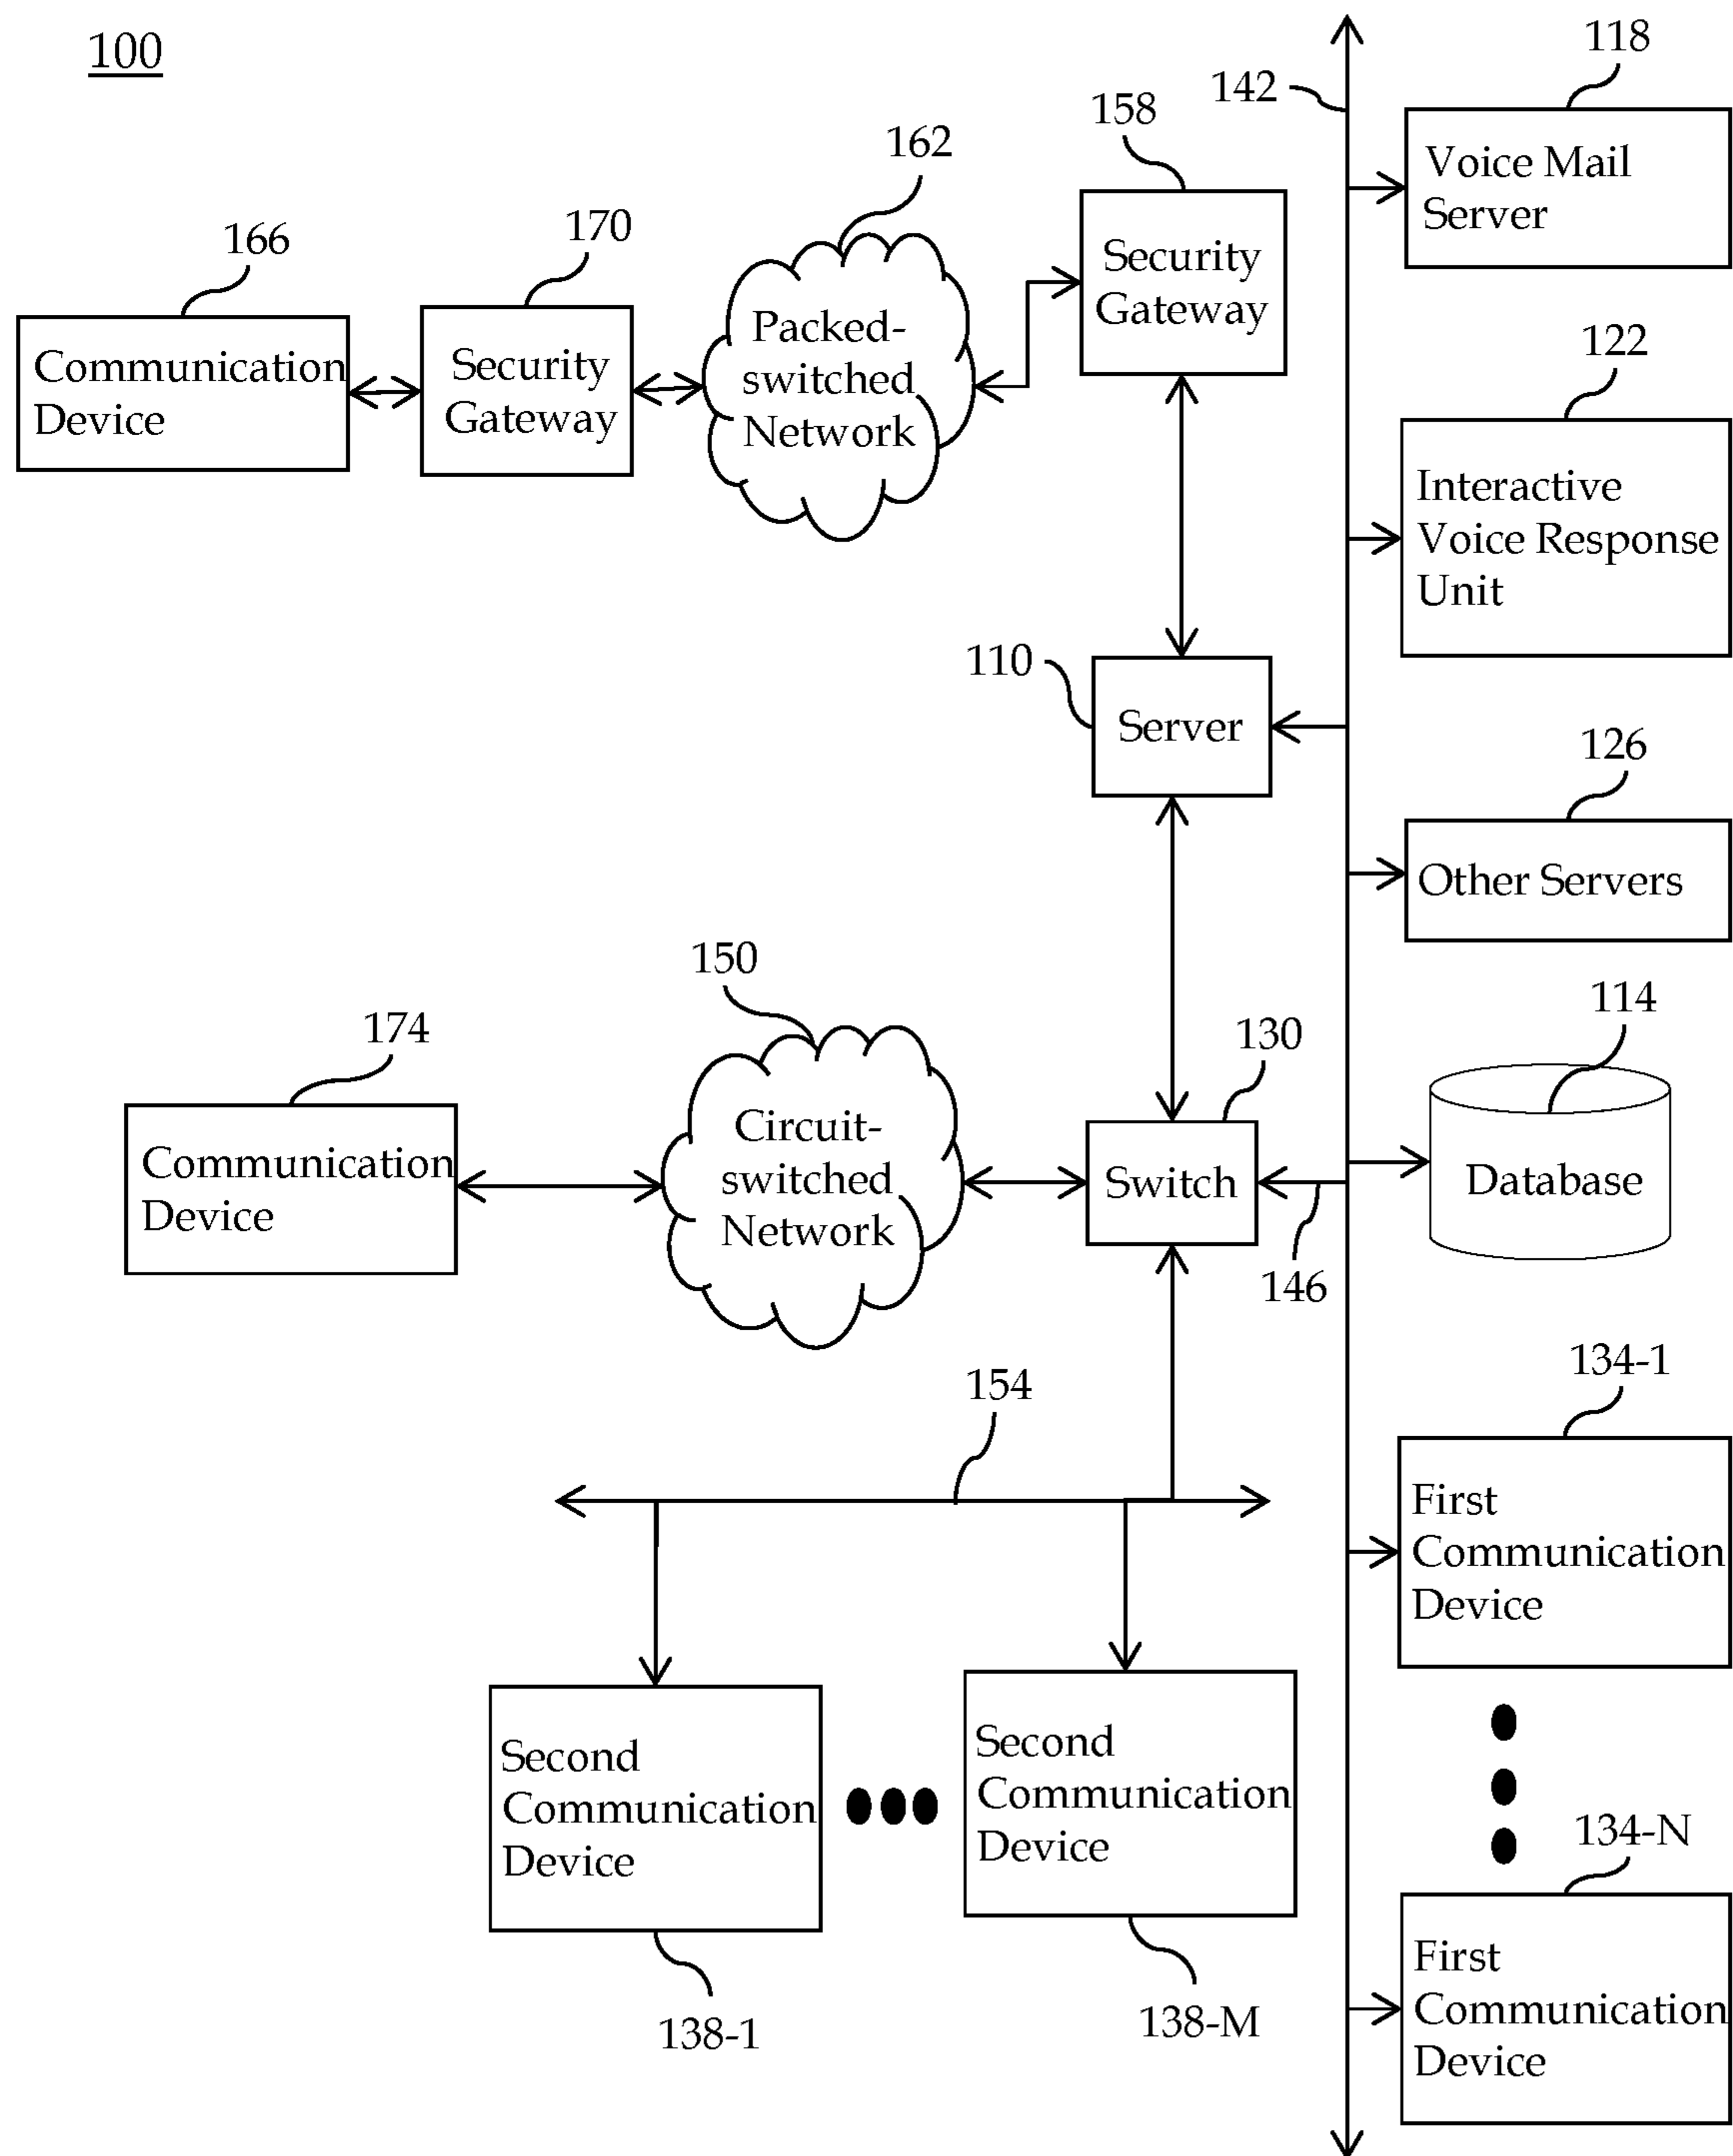 100
118
142
158
Voice Mail
Server
162
166
170
Security
Gateway
Packed-
switched
Network
Communication
Device
Security
Gateway
122
Interactive
Voice Response
Unit
110
Server
126
Other Servers
150
114
174
130
Circuit-
switched
Network
Communication
Device
Switch
Database
146
134-1
154
First
Communication
Device
Second
Communication
Device
Second
Communication
Device
134-N
First
Communication
Device
138-1
138-M